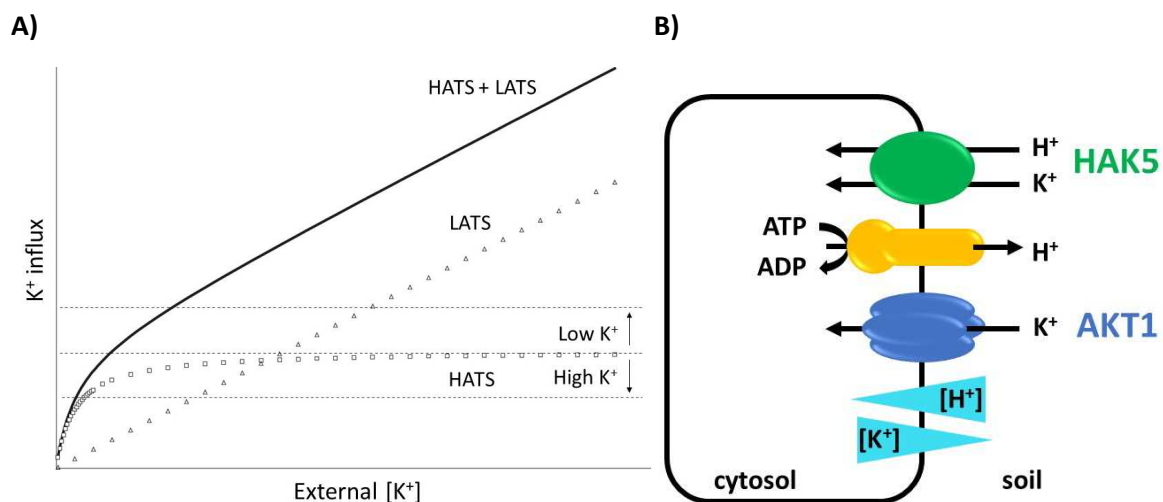 A)
HATS + LATS
LATS
Low K⁺
HATS
High K⁺
K⁺ influx
External [K⁺]
B)
H⁺
HAK5
K⁺
ATP
H⁺
ADP
K⁺
AKT1
[H⁺]
[K⁺]
cytosol
soil